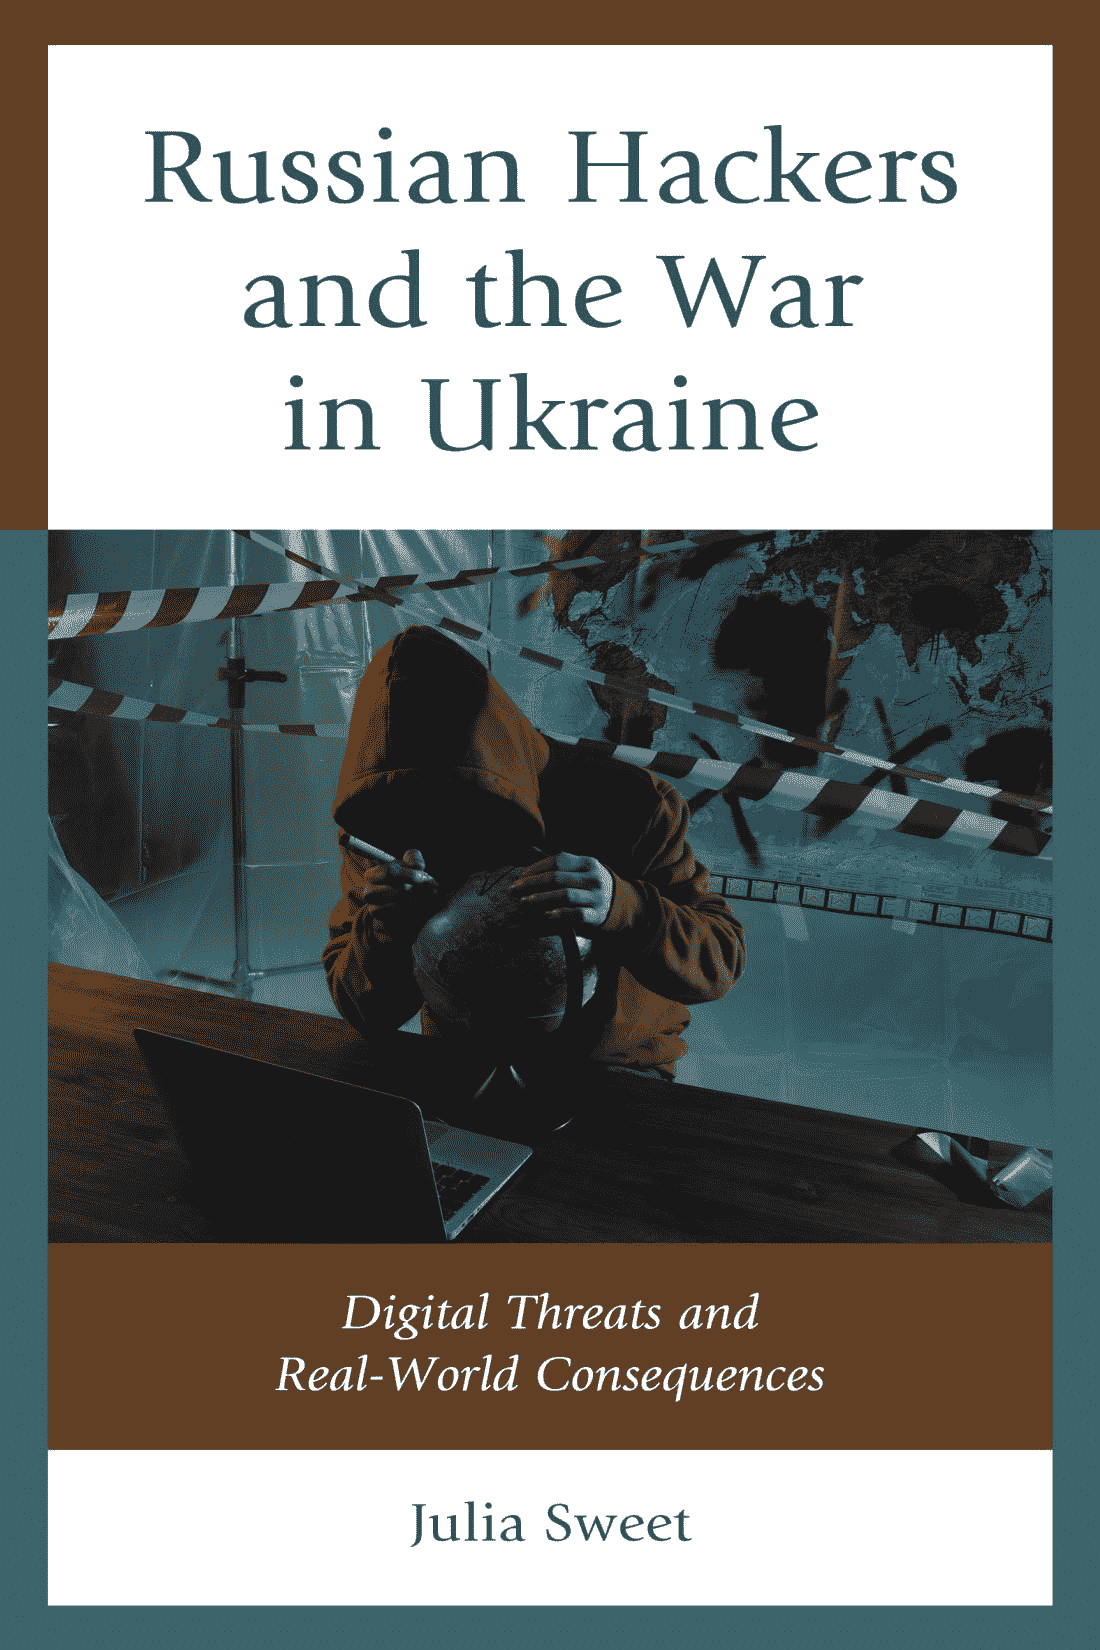 Russian Hackers
and the War
in Ukraine
Digital Threats and
Real-World Consequences
Julia Sweet